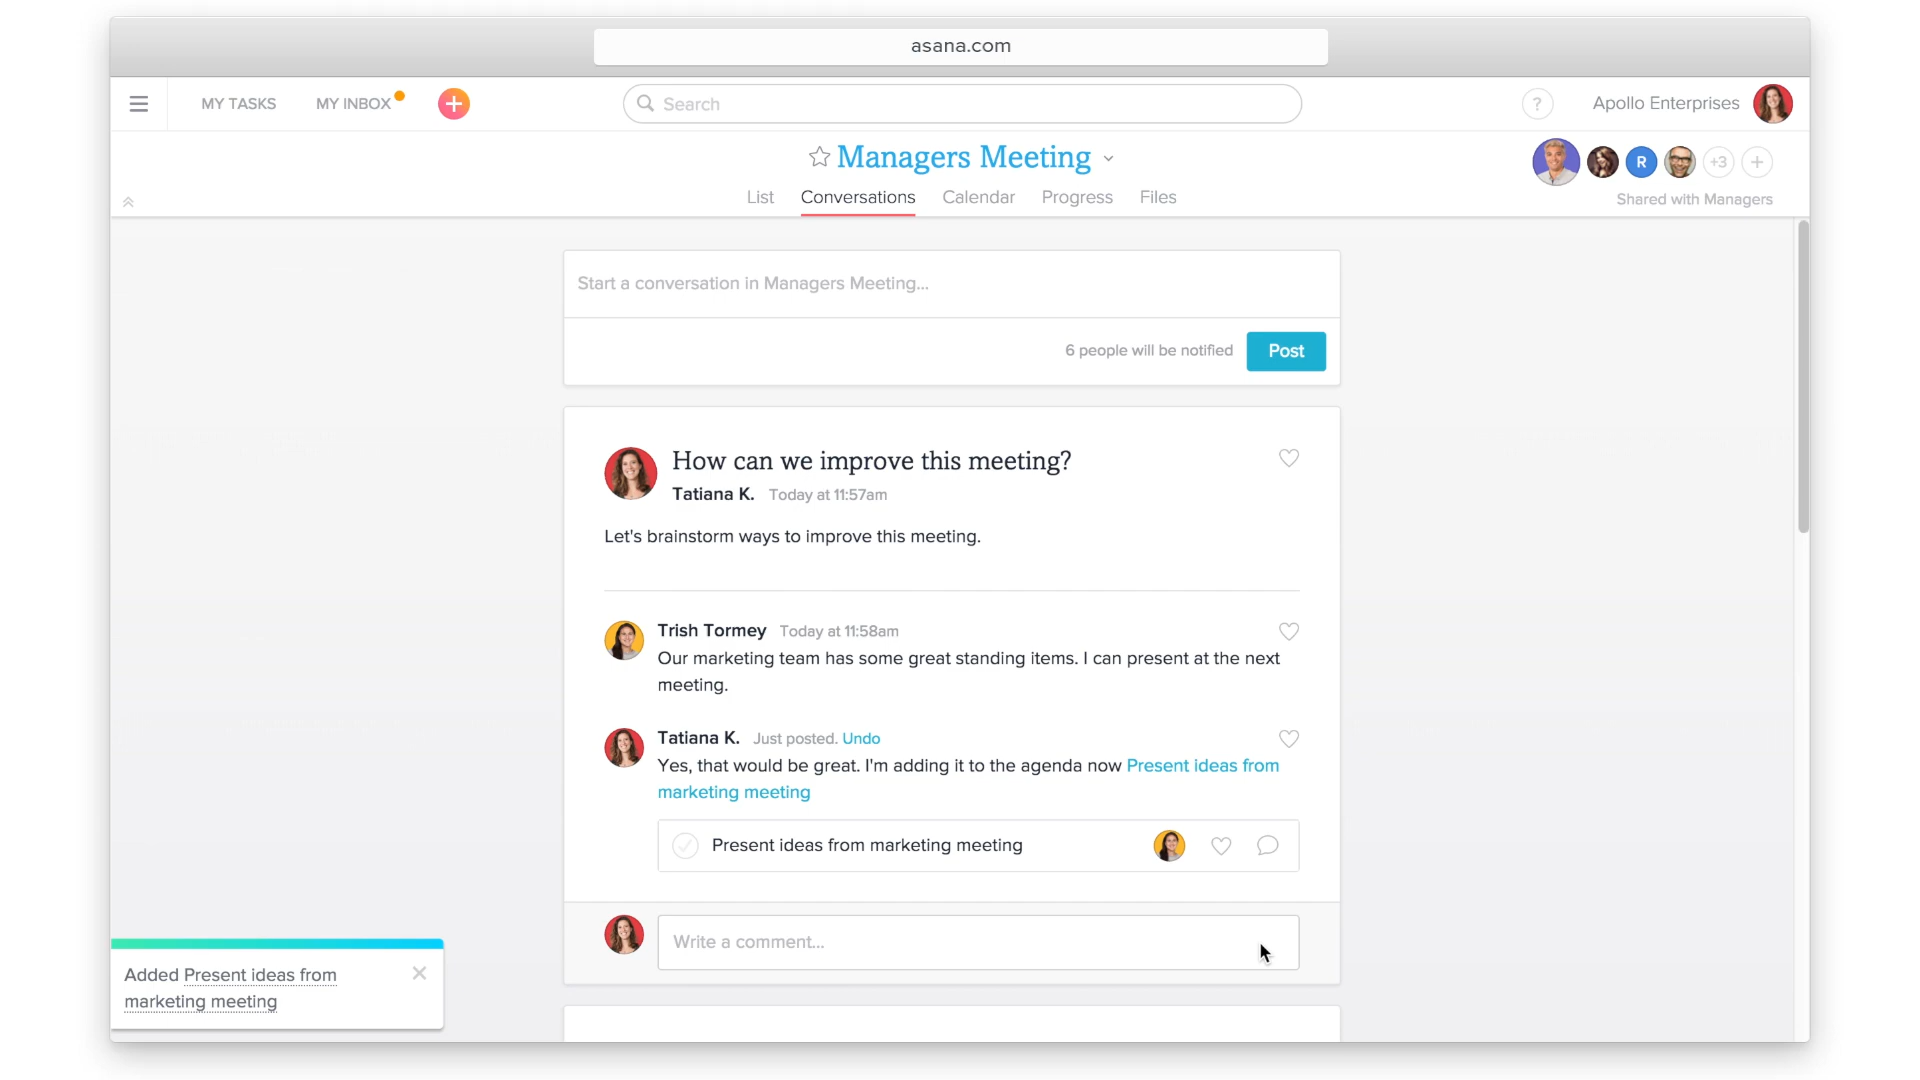 asana.com
MY TASKS
MY INBOX
Search
?
Apollo Enterprises
Managers Meeting
R
+3
List
Conversations
Calendar
Progress
Files
Shared with Managers
Start a conversation in Managers Meeting...
6 people will be notified
Post
How can we improve this meeting?
Tatiana K. Today at 11:57am
Let's brainstorm ways to improve this meeting.
Trish Tormey Today at 11:58am
Our marketing team has some great standing items. I can present at the next
meeting.
Tatiana K. Just posted. Undo
Yes, that would be great. I'm adding it to the agenda now Present ideas from
marketing meeting
Present ideas from marketing meeting
Write a comment...
Added Present ideas from
marketing meeting